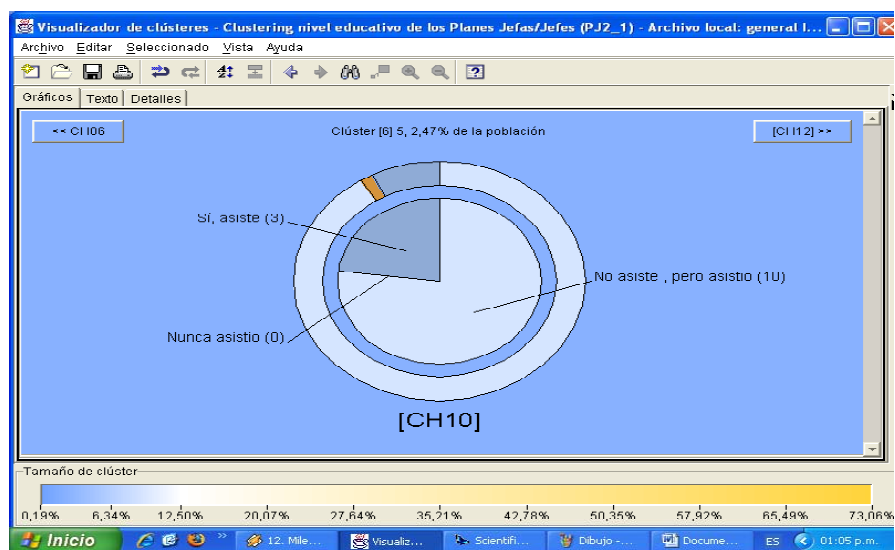 Visualizador de clústeres - Clustering nivel educativo de los Planes Jefas/Jefes (PJ2_1) - Archivo local: general l...
Archivo Editar Seleccionado Vista Ayuda
Gráficos Texto Detalles
<< CH06 Clúster [6] 5, 2,47% de la población [CH12] >>
Sí, asiste (3)
No asiste , pero asistio (10)
Nunca asistio (0)
[CH10]
Tamaño de clúster
0,19% 6,34% 12,50% 20,07% 27,64% 35,21% 42,78% 50,35% 57,92% 65,49% 73,06%
Inicio 12. Mile... Visualiz... Scientifi... Dibujo -... Docume... ES 01:05 p.m.